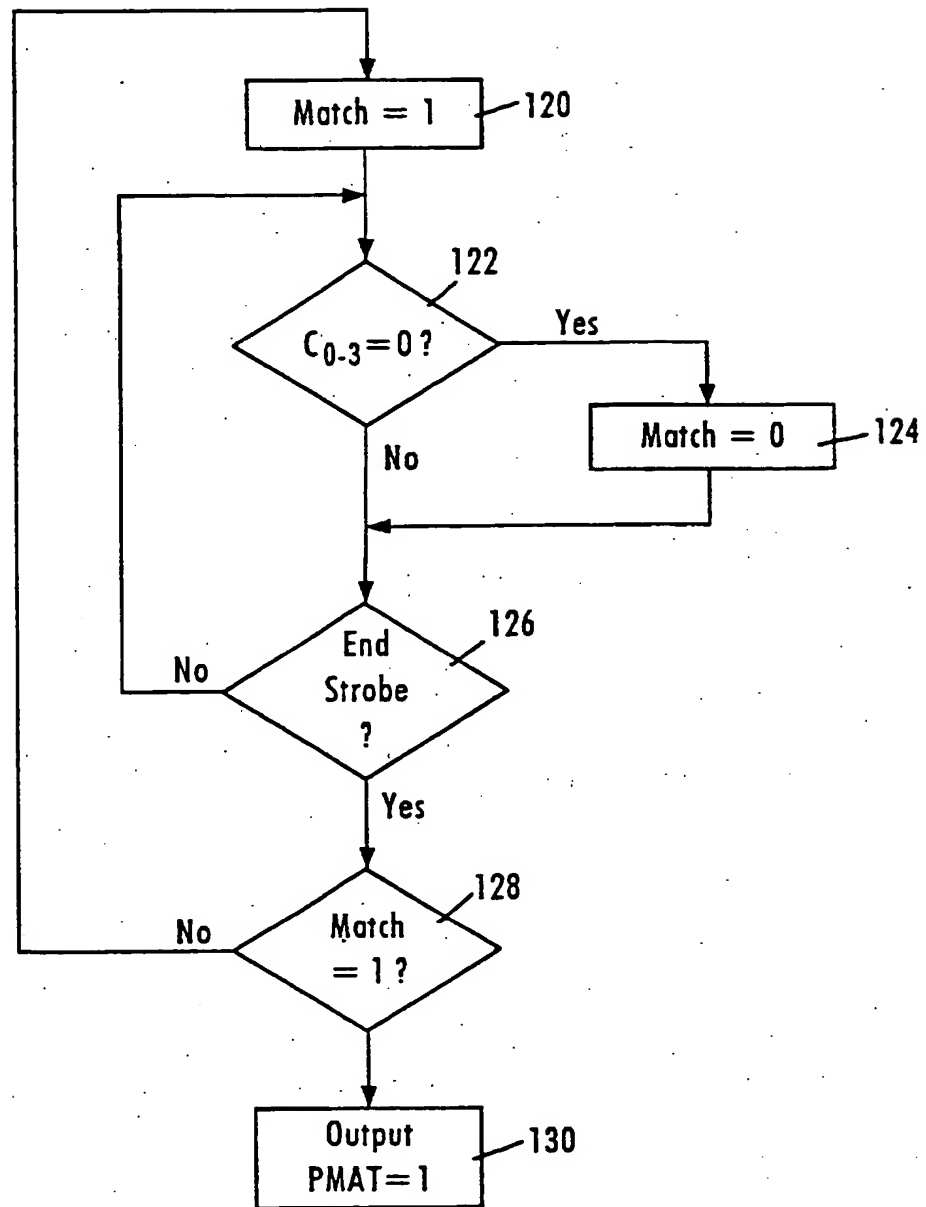 Match = 1
120
122
C0-3=0?
Yes
Match = 0
124
No
End
Strobe
?
126
No
Yes
128
Match
= 1?
No
Output
PMAT=1
130